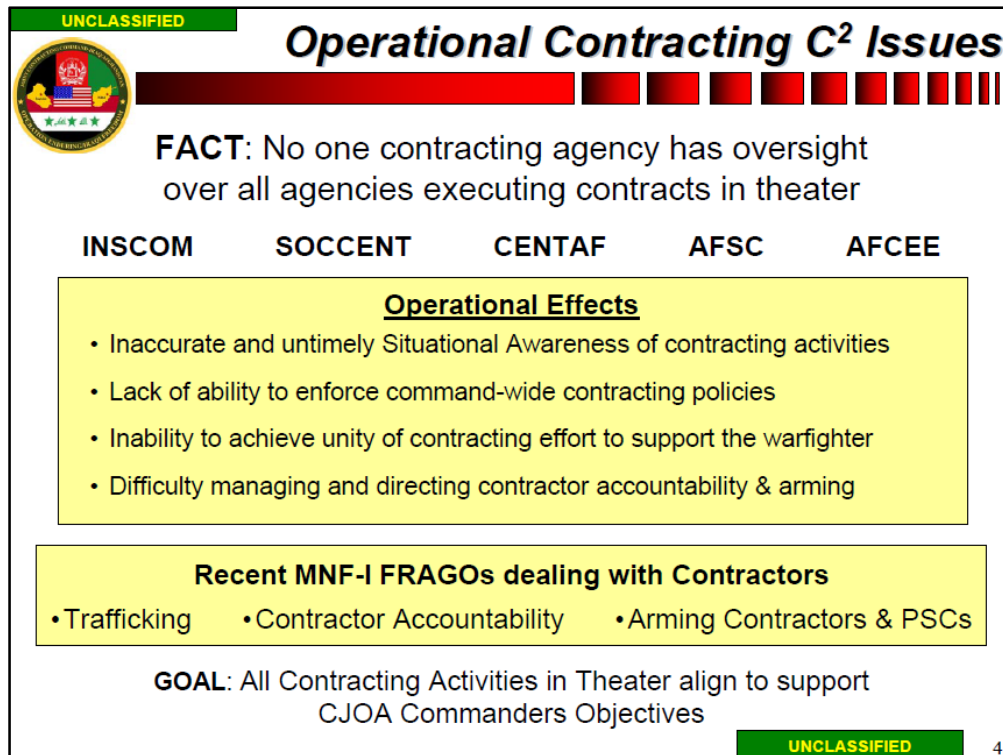 UNCLASSIFIED
Operational Contracting C² Issues
FACT: No one contracting agency has oversight
over all agencies executing contracts in theater
INSCOM SOCCENT CENTAF AFSC AFCEE
Operational Effects
• Inaccurate and untimely Situational Awareness of contracting activities
• Lack of ability to enforce command-wide contracting policies
• Inability to achieve unity of contracting effort to support the warfighter
• Difficulty managing and directing contractor accountability & arming
Recent MNF-I FRAGOs dealing with Contractors
•Trafficking •Contractor Accountability •Arming Contractors & PSCs
GOAL: All Contracting Activities in Theater align to support
CJOA Commanders Objectives
UNCLASSIFIED
4